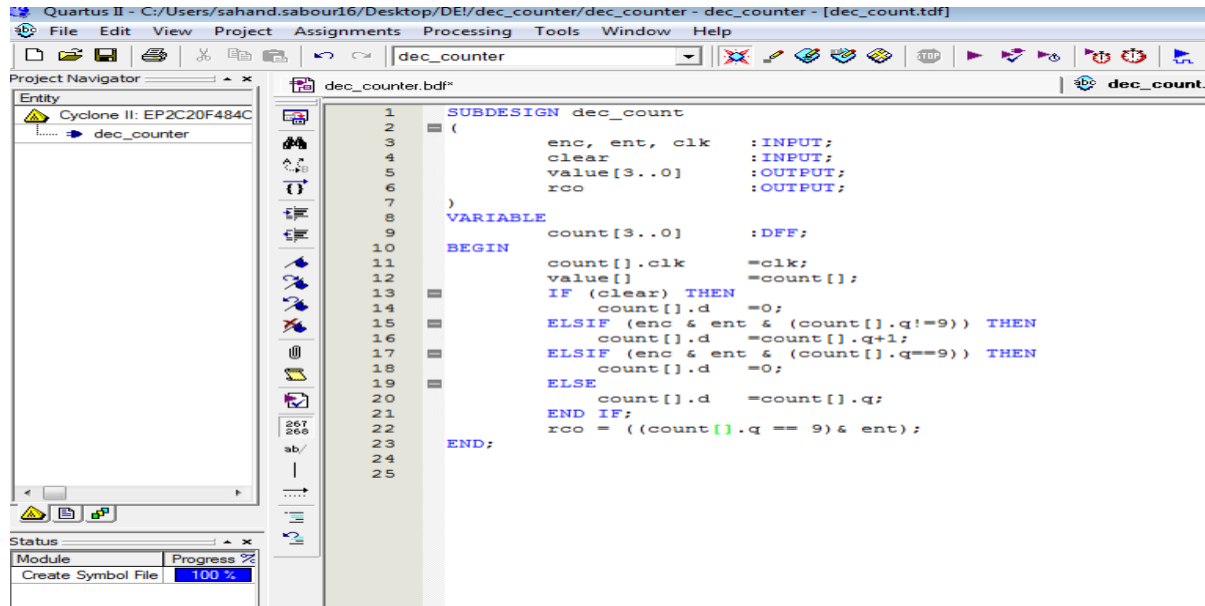 Quartus II - C:/Users/sahand.sabour16/Desktop/DE!/dec_counter/dec_counter - dec_counter - [dec_count.tdf]
File Edit View Project Assignments Processing Tools Window Help
dec_counter
Project Navigator
Entity
Cyclone II: EP2C20F484C
dec_counter
dec_counter.bdf*
dec_count.
1 SUBDESIGN dec_count
2 (
3 enc, ent, clk :INPUT;
4 clear :INPUT;
5 value[3..0] :OUTPUT;
6 rco :OUTPUT;
7 )
8 VARIABLE
9 count[3..0] :DFF;
10 BEGIN
11 count[].clk =clk;
12 value[] =count[];
13 IF (clear) THEN
14 count[].d =0;
15 ELSIF (enc & ent & (count[].q!=9)) THEN
16 count[].d =count[].q+1;
17 ELSIF (enc & ent & (count[].q==9)) THEN
18 count[].d =0;
19 ELSE
20 count[].d =count[].q;
21 END IF;
22 rco = ((count[].q == 9)& ent);
23 END;
24
25
267
268
ab/
Status
Module Progress %
Create Symbol File 100 %